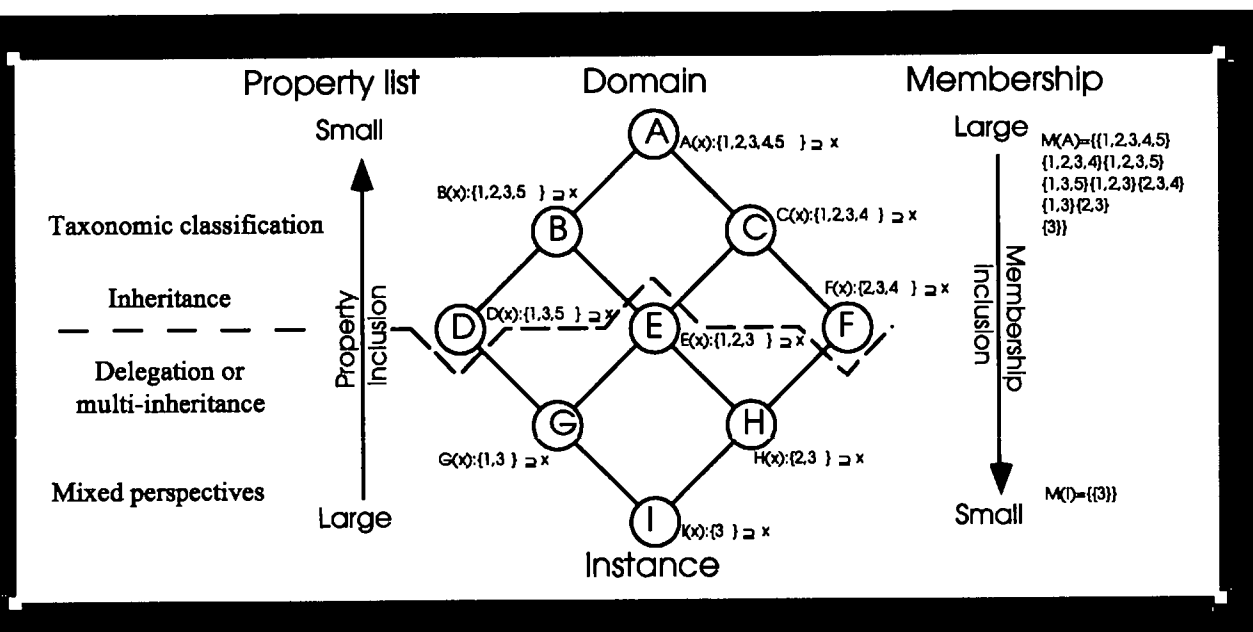 Property list
Domain
Membership
Small
A
A(x):{1,2,3,4,5 } ⊇ x
Large
M(A)={{1,2,3,4,5}
{1,2,3,4}{1,2,3,5}
{1,3,5}{1,2,3}{2,3,4}
{1,3}{2,3}
{3}}
B(x):{1,2,3,5 } ⊇ x
B
C
C(x):{1,2,3,4 } ⊇ x
Taxonomic classification
Inheritance
Property
Inclusion
D
D(x):{1,3,5 } ⊇ x
E
E(x):{1,2,3 } ⊇ x
F(x):{2,3,4 } ⊇ x
F
Membership
Inclusion
Delegation or
multi-inheritance
G
G(x):{1,3 } ⊇ x
H
H(x):{2,3 } ⊇ x
Mixed perspectives
Large
I
I(x):{3 } ⊇ x
Small
M(I)={{3}}
Instance